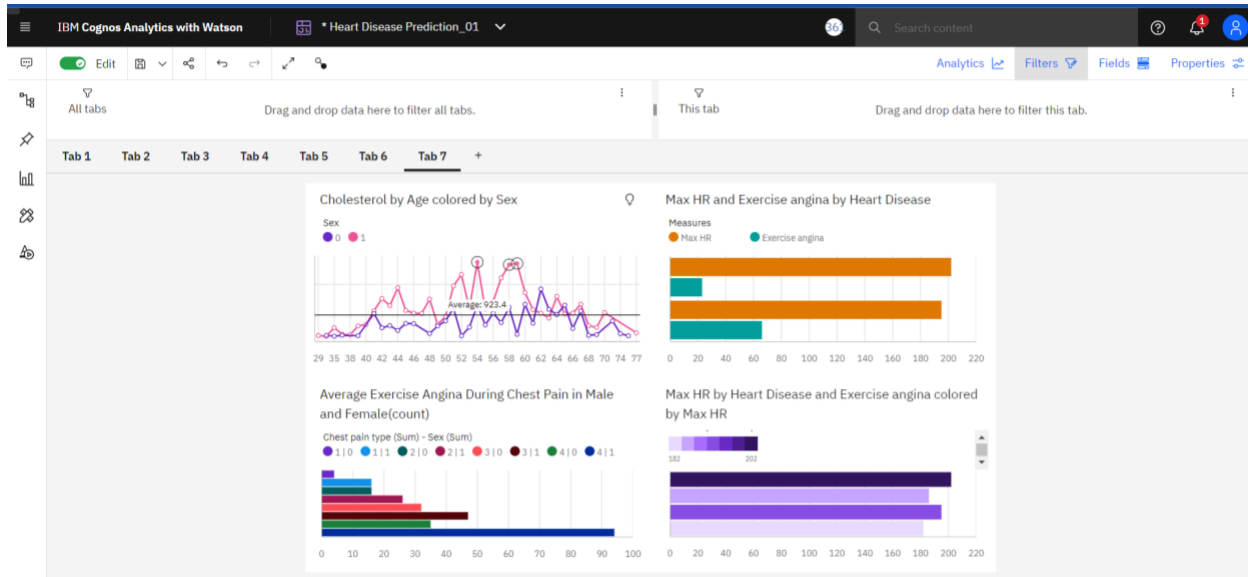 IBM Cognos Analytics with Watson
* Heart Disease Prediction_01
Search content
1
Edit
Analytics
Filters
Fields
Properties
All tabs
Drag and drop data here to filter all tabs.
This tab
Drag and drop data here to filter this tab.
Tab 1 Tab 2 Tab 3 Tab 4 Tab 5 Tab 6 Tab 7 +
Cholesterol by Age colored by Sex
Sex
0 1
Average: 923.4
29 35 38 40 42 44 46 48 50 52 54 56 58 60 62 64 66 68 70 74 77
Max HR and Exercise angina by Heart Disease
Measures
Max HR Exercise angina
0 20 40 60 80 100 120 140 160 180 200 220
Average Exercise Angina During Chest Pain in Male
and Female(count)
Chest pain type (Sum) - Sex (Sum)
1|0 1|1 2|0 2|1 3|0 3|1 4|0 4|1
0 10 20 30 40 50 60 70 80 90 100
Max HR by Heart Disease and Exercise angina colored
by Max HR
182 202
0 20 40 60 80 100 120 140 160 180 200 220